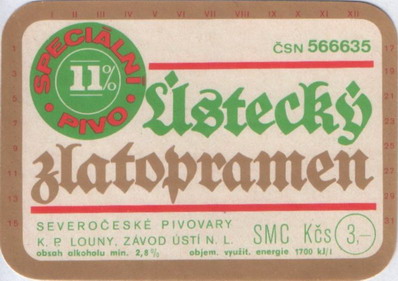 I II III IV V VI VII VIII IX X XI XII
SPECIÁLNÍ
11%
PIVO
ČSN 566635
Ústecký
zlatopramen
SEVEROČESKÉ PIVOVARY
K. P. LOUNY, ZÁVOD ÚSTÍ N. L.
SMC Kčs 3,—
obsah alkoholu min. 2,8% objem. využit. energie 1700 kJ/l